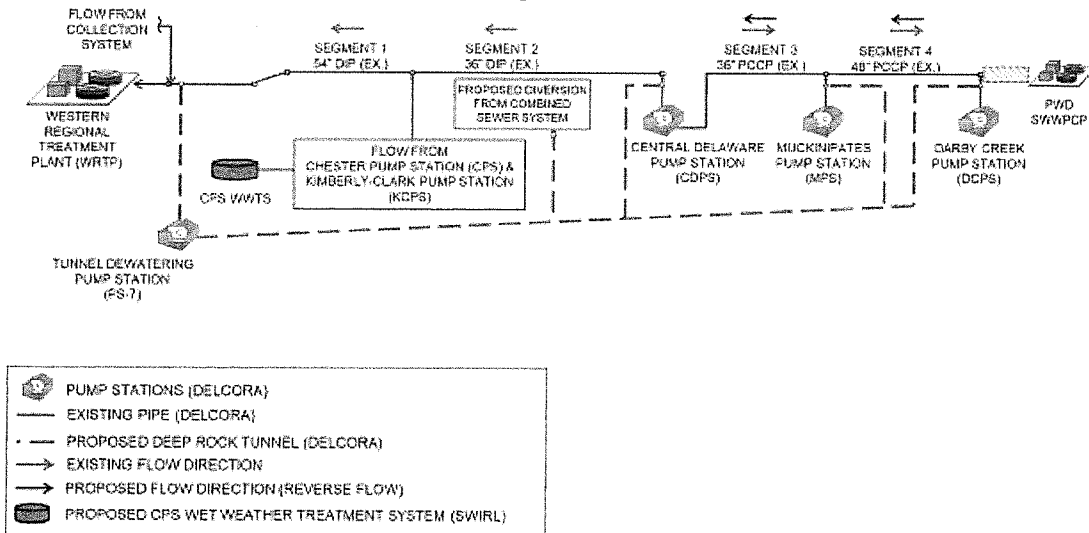 FLOW FROM
COLLECTION
SYSTEM
SEGMENT 1
54" DIP (EX.)
SEGMENT 2
36" DIP (EX.)
SEGMENT 3
36" PCCP (EX.)
SEGMENT 4
48" PCCP (EX.)
PROPOSED DIVERSION
FROM COMBINED
SEWER SYSTEM
WESTERN
REGIONAL
TREATMENT
PLANT (WRTP)
FLOW FROM
CHESTER PUMP STATION (CPS) &
KIMBERLY-CLARK PUMP STATION
(KCPS)
CPS WWTS
CENTRAL DELAWARE
PUMP STATION
(CDPS)
MUCKINIPATES
PUMP STATION
(MPS)
DARBY CREEK
PUMP STATION
(DCPS)
PWD
SWWPCP
TUNNEL DEWATERING
PUMP STATION
(PS-7)
PUMP STATIONS (DELCORA)
EXISTING PIPE (DELCORA)
PROPOSED DEEP ROCK TUNNEL (DELCORA)
EXISTING FLOW DIRECTION
PROPOSED FLOW DIRECTION (REVERSE FLOW)
PROPOSED CPS WET WEATHER TREATMENT SYSTEM (SWIRL)